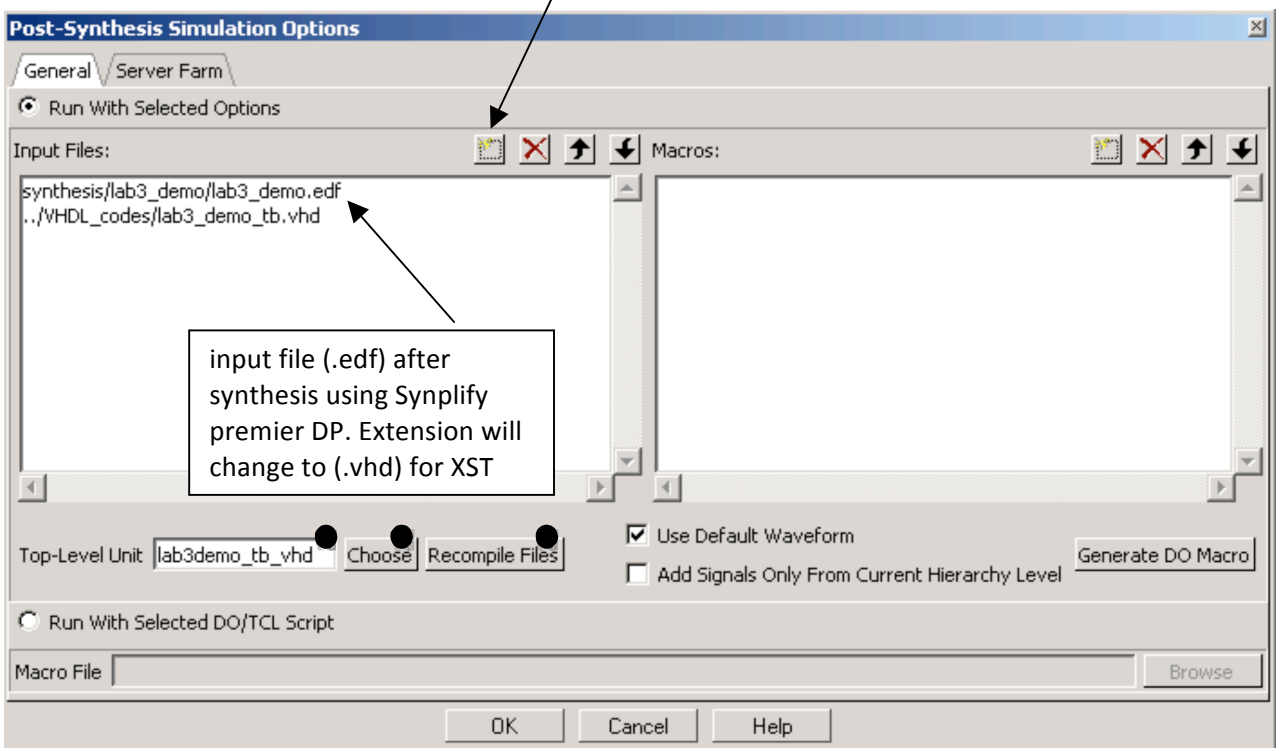 Post-Synthesis Simulation Options
General Server Farm
Run With Selected Options
Input Files:
Macros:
synthesis/lab3_demo/lab3_demo.edf
../VHDL_codes/lab3_demo_tb.vhd
input file (.edf) after
synthesis using Synplify
premier DP. Extension will
change to (.vhd) for XST
Top-Level Unit lab3demo_tb_vhd Choose Recompile Files
Use Default Waveform
Add Signals Only From Current Hierarchy Level
Generate DO Macro
Run With Selected DO/TCL Script
Macro File Browse
OK Cancel Help